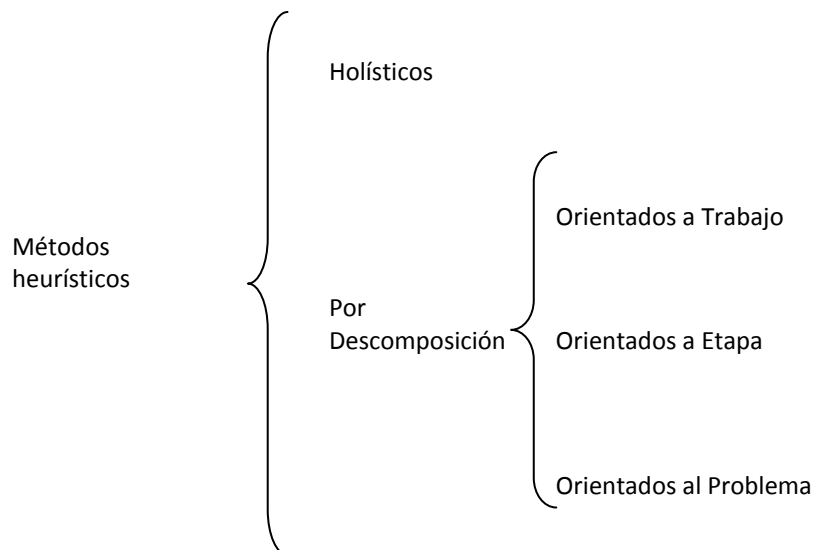 Holísticos
Orientados a Trabajo
Métodos
heurísticos
Por
Descomposición
Orientados a Etapa
Orientados al Problema